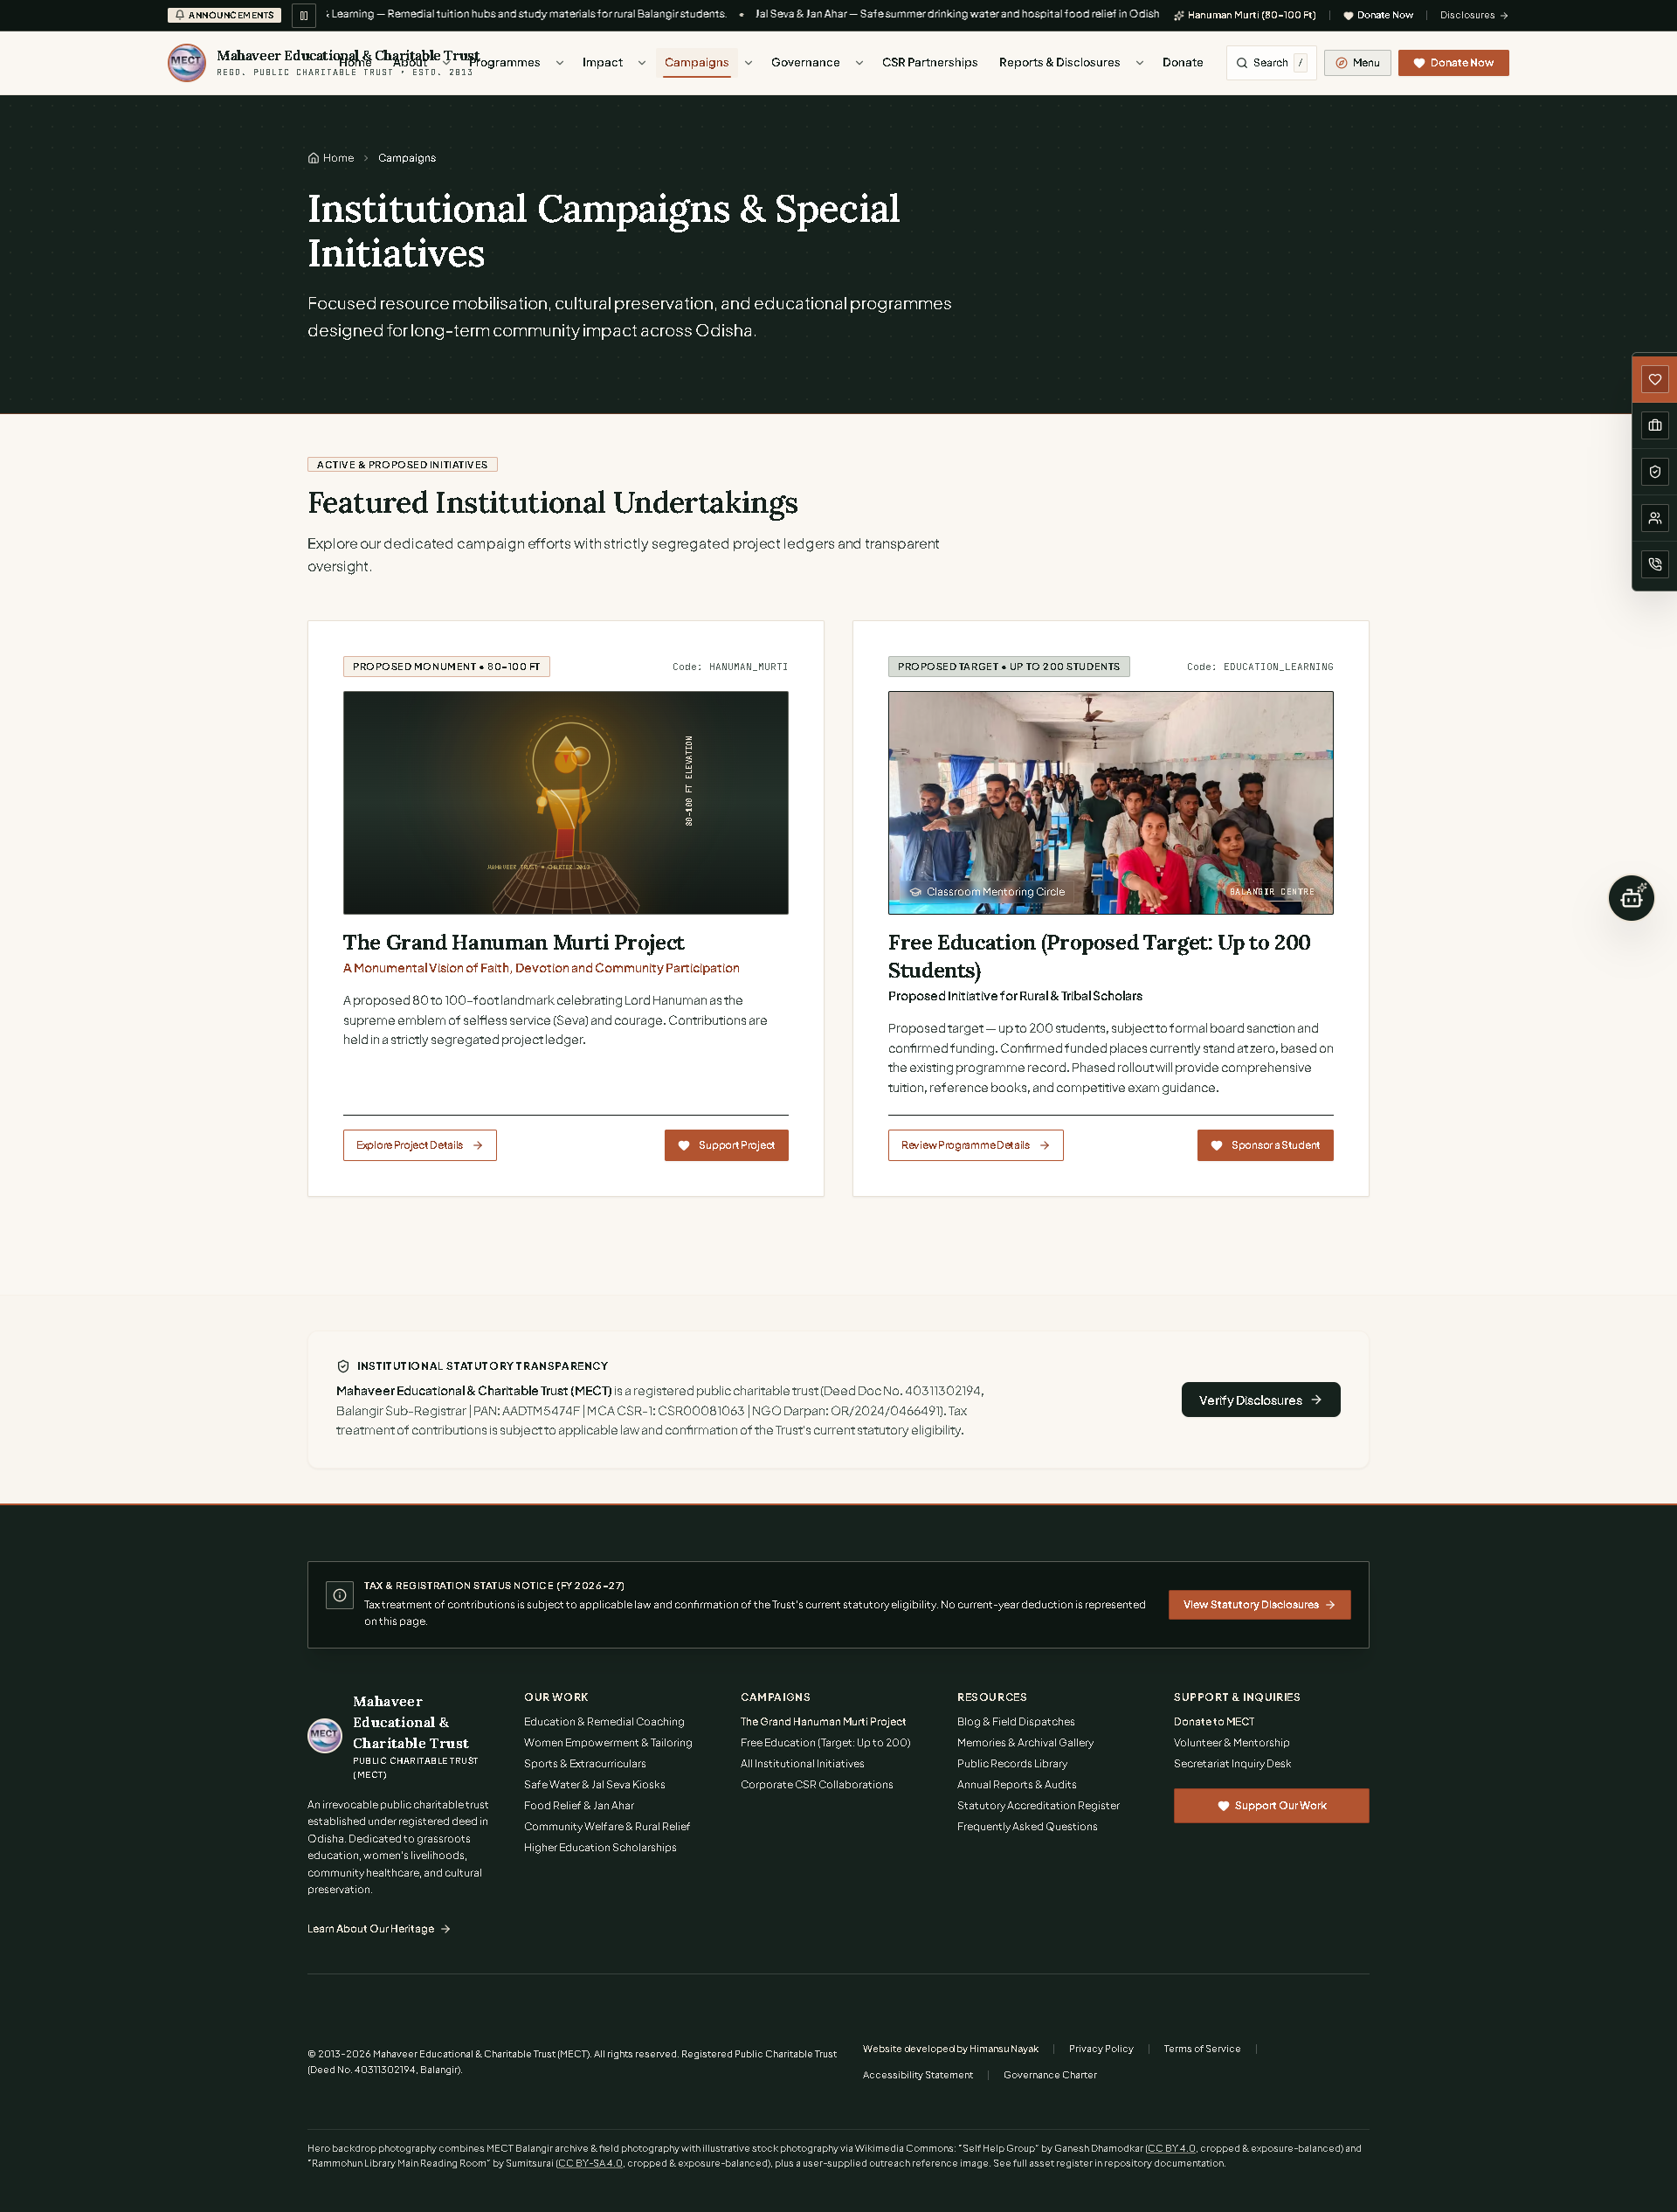 ANNOUNCEMENTS
Learning — Remedial tuition hubs and study materials for rural Balangir students. • Jal Seva & Jan Ahar — Safe summer drinking water and hospital food relief in Odish
Hanuman Murti (80–100 Ft) | Donate Now | Disclosures →
MECT
Mahaveer Educational & Charitable Trust
REGD. PUBLIC CHARITABLE TRUST • ESTD. 2013
Home About Programmes Impact Campaigns Governance CSR Partnerships Reports & Disclosures Donate
Search / Menu Donate Now
Home > Campaigns
Institutional Campaigns & Special
Initiatives
Focused resource mobilisation, cultural preservation, and educational programmes
designed for long-term community impact across Odisha.
ACTIVE & PROPOSED INITIATIVES
Featured Institutional Undertakings
Explore our dedicated campaign efforts with strictly segregated project ledgers and transparent
oversight.
PROPOSED MONUMENT • 80–100 FT
Code: HANUMAN_MURTI
80–100 FT ELEVATION
MAHAVEER TRUST • CHARTER 2013
The Grand Hanuman Murti Project
A Monumental Vision of Faith, Devotion and Community Participation
A proposed 80 to 100-foot landmark celebrating Lord Hanuman as the
supreme emblem of selfless service (Seva) and courage. Contributions are
held in a strictly segregated project ledger.
Explore Project Details →
Support Project
PROPOSED TARGET • UP TO 200 STUDENTS
Code: EDUCATION_LEARNING
Classroom Mentoring Circle
BALANGIR CENTRE
Free Education (Proposed Target: Up to 200
Students)
Proposed Initiative for Rural & Tribal Scholars
Proposed target — up to 200 students, subject to formal board sanction and
confirmed funding. Confirmed funded places currently stand at zero, based on
the existing programme record. Phased rollout will provide comprehensive
tuition, reference books, and competitive exam guidance.
Review Programme Details →
Sponsor a Student
INSTITUTIONAL STATUTORY TRANSPARENCY
Mahaveer Educational & Charitable Trust (MECT) is a registered public charitable trust (Deed Doc No. 40311302194,
Balangir Sub-Registrar | PAN: AADTM5474F | MCA CSR-1: CSR00081063 | NGO Darpan: OR/2024/0466491). Tax
treatment of contributions is subject to applicable law and confirmation of the Trust's current statutory eligibility.
Verify Disclosures →
TAX & REGISTRATION STATUS NOTICE (FY 2026–27)
Tax treatment of contributions is subject to applicable law and confirmation of the Trust's current statutory eligibility. No current-year deduction is represented
on this page.
View Statutory Disclosures →
MECT
Mahaveer
Educational &
Charitable Trust
PUBLIC CHARITABLE TRUST
(MECT)
An irrevocable public charitable trust
established under registered deed in
Odisha. Dedicated to grassroots
education, women's livelihoods,
community healthcare, and cultural
preservation.
Learn About Our Heritage →
OUR WORK
Education & Remedial Coaching
Women Empowerment & Tailoring
Sports & Extracurriculars
Safe Water & Jal Seva Kiosks
Food Relief & Jan Ahar
Community Welfare & Rural Relief
Higher Education Scholarships
CAMPAIGNS
The Grand Hanuman Murti Project
Free Education (Target: Up to 200)
All Institutional Initiatives
Corporate CSR Collaborations
RESOURCES
Blog & Field Dispatches
Memories & Archival Gallery
Public Records Library
Annual Reports & Audits
Statutory Accreditation Register
Frequently Asked Questions
SUPPORT & INQUIRIES
Donate to MECT
Volunteer & Mentorship
Secretariat Inquiry Desk
Support Our Work
© 2013–2026 Mahaveer Educational & Charitable Trust (MECT). All rights reserved. Registered Public Charitable Trust
(Deed No. 40311302194, Balangir).
Website developed by Himansu Nayak | Privacy Policy | Terms of Service |
Accessibility Statement | Governance Charter
Hero backdrop photography combines MECT Balangir archive & field photography with illustrative stock photography via Wikimedia Commons: "Self Help Group" by Ganesh Dhamodkar (CC BY 4.0, cropped & exposure-balanced) and
"Rammohun Library Main Reading Room" by Sumitsurai (CC BY-SA 4.0, cropped & exposure-balanced), plus a user-supplied outreach reference image. See full asset register in repository documentation.